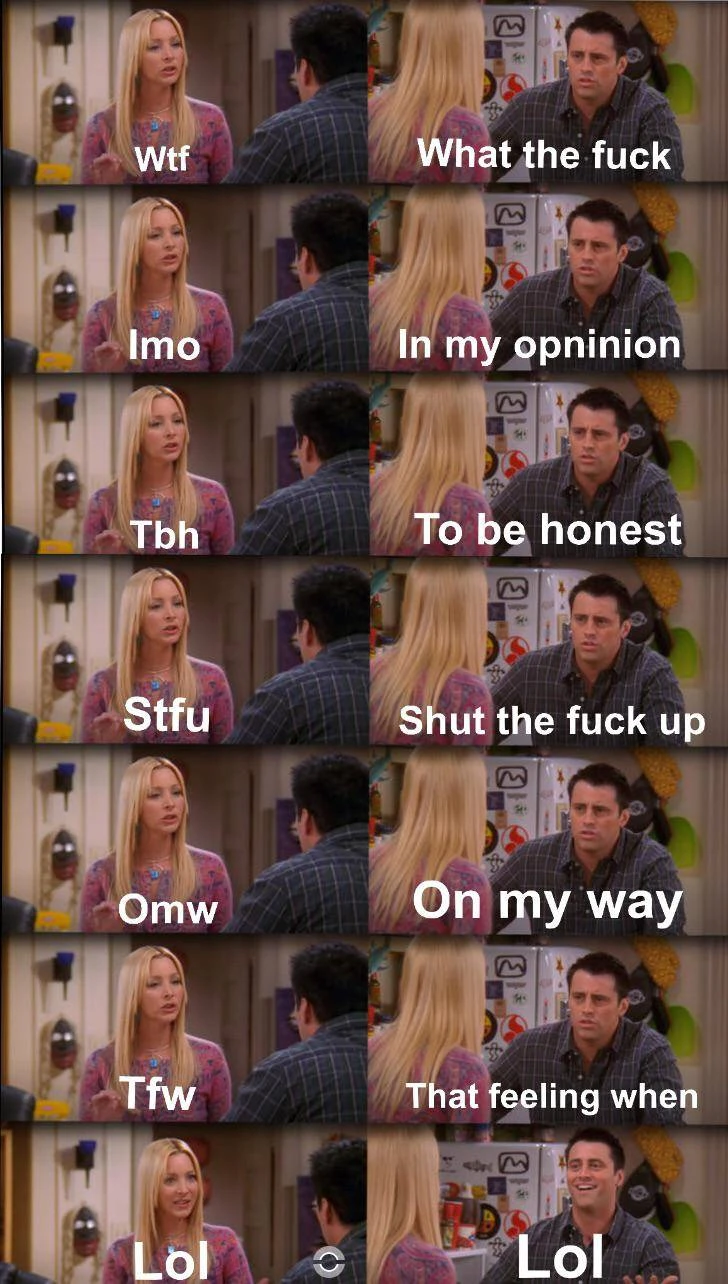 Wtf
What the fuck
Imo
In my opninion
Tbh
To be honest
Stfu
Shut the fuck up
Omw
On my way
Tfw
That feeling when
Lol
Lol